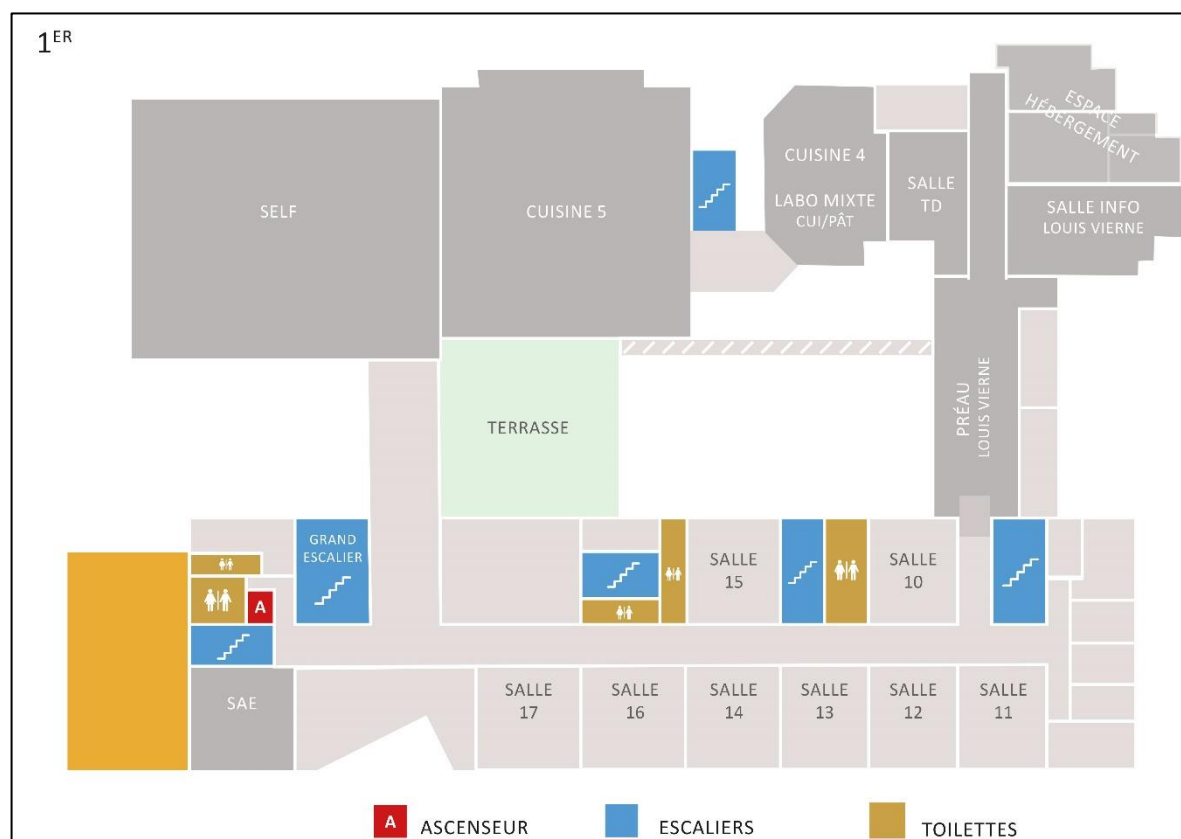 1ER
ESPACE
HÉBERGEMENT
CUISINE 4
LABO MIXTE
CUI/PÂT
SALLE
TD
SELF
CUISINE 5
SALLE INFO
LOUIS VIERNE
PRÉAU
LOUIS VIERNE
TERRASSE
GRAND
ESCALIER
SALLE
15
SALLE
10
A
SAE
SALLE
17
SALLE
16
SALLE
14
SALLE
13
SALLE
12
SALLE
11
A ASCENSEUR
ESCALIERS
TOILETTES